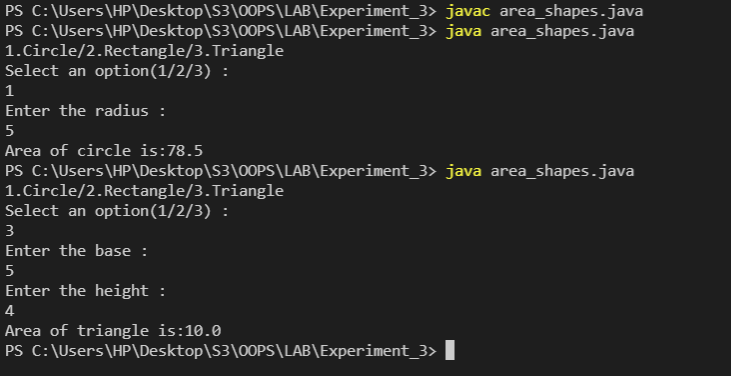 PS C:\Users\HP\Desktop\S3\OOPS\LAB\Experiment_3> javac area_shapes.java
PS C:\Users\HP\Desktop\S3\OOPS\LAB\Experiment_3> java area_shapes.java
1.Circle/2.Rectangle/3.Triangle
Select an option(1/2/3) :
1
Enter the radius :
5
Area of circle is:78.5
PS C:\Users\HP\Desktop\S3\OOPS\LAB\Experiment_3> java area_shapes.java
1.Circle/2.Rectangle/3.Triangle
Select an option(1/2/3) :
3
Enter the base :
5
Enter the height :
4
Area of triangle is:10.0
PS C:\Users\HP\Desktop\S3\OOPS\LAB\Experiment_3>